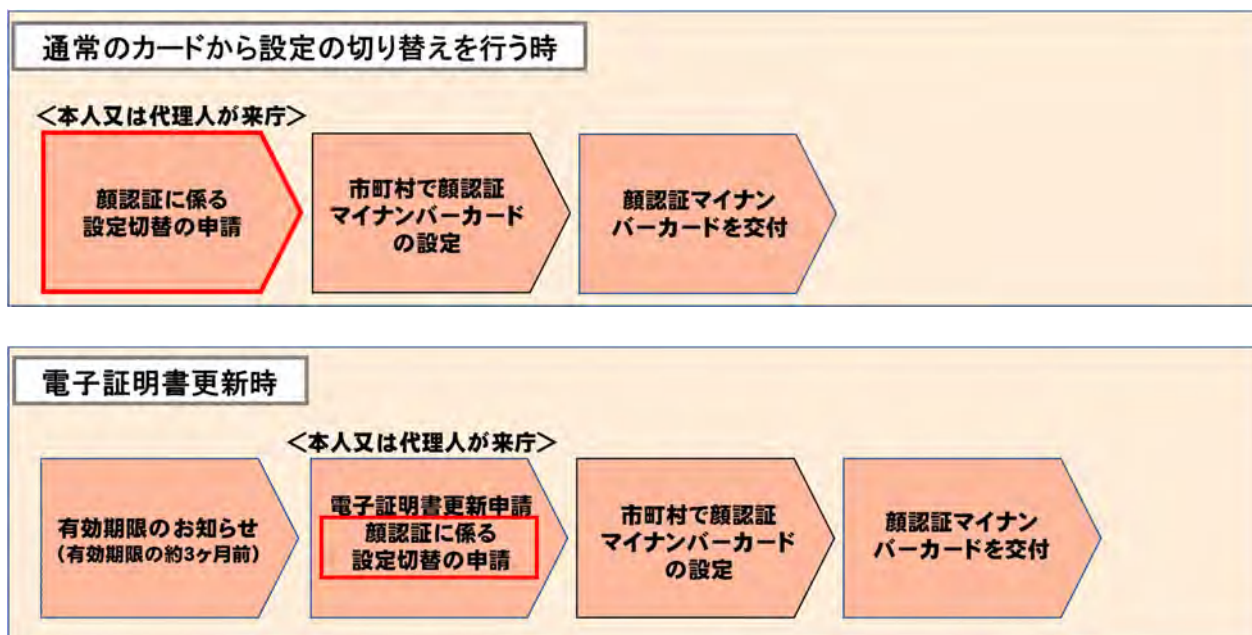 通常のカードから設定の切り替えを行う時
＜本人又は代理人が来庁＞
顔認証に係る
設定切替の申請
市町村で顔認証
マイナンバーカード
の設定
顔認証マイナン
バーカードを交付
電子証明書更新時
＜本人又は代理人が来庁＞
有効期限のお知らせ
（有効期限の約3ヶ月前）
電子証明書更新申請
顔認証に係る
設定切替の申請
市町村で顔認証
マイナンバーカード
の設定
顔認証マイナン
バーカードを交付